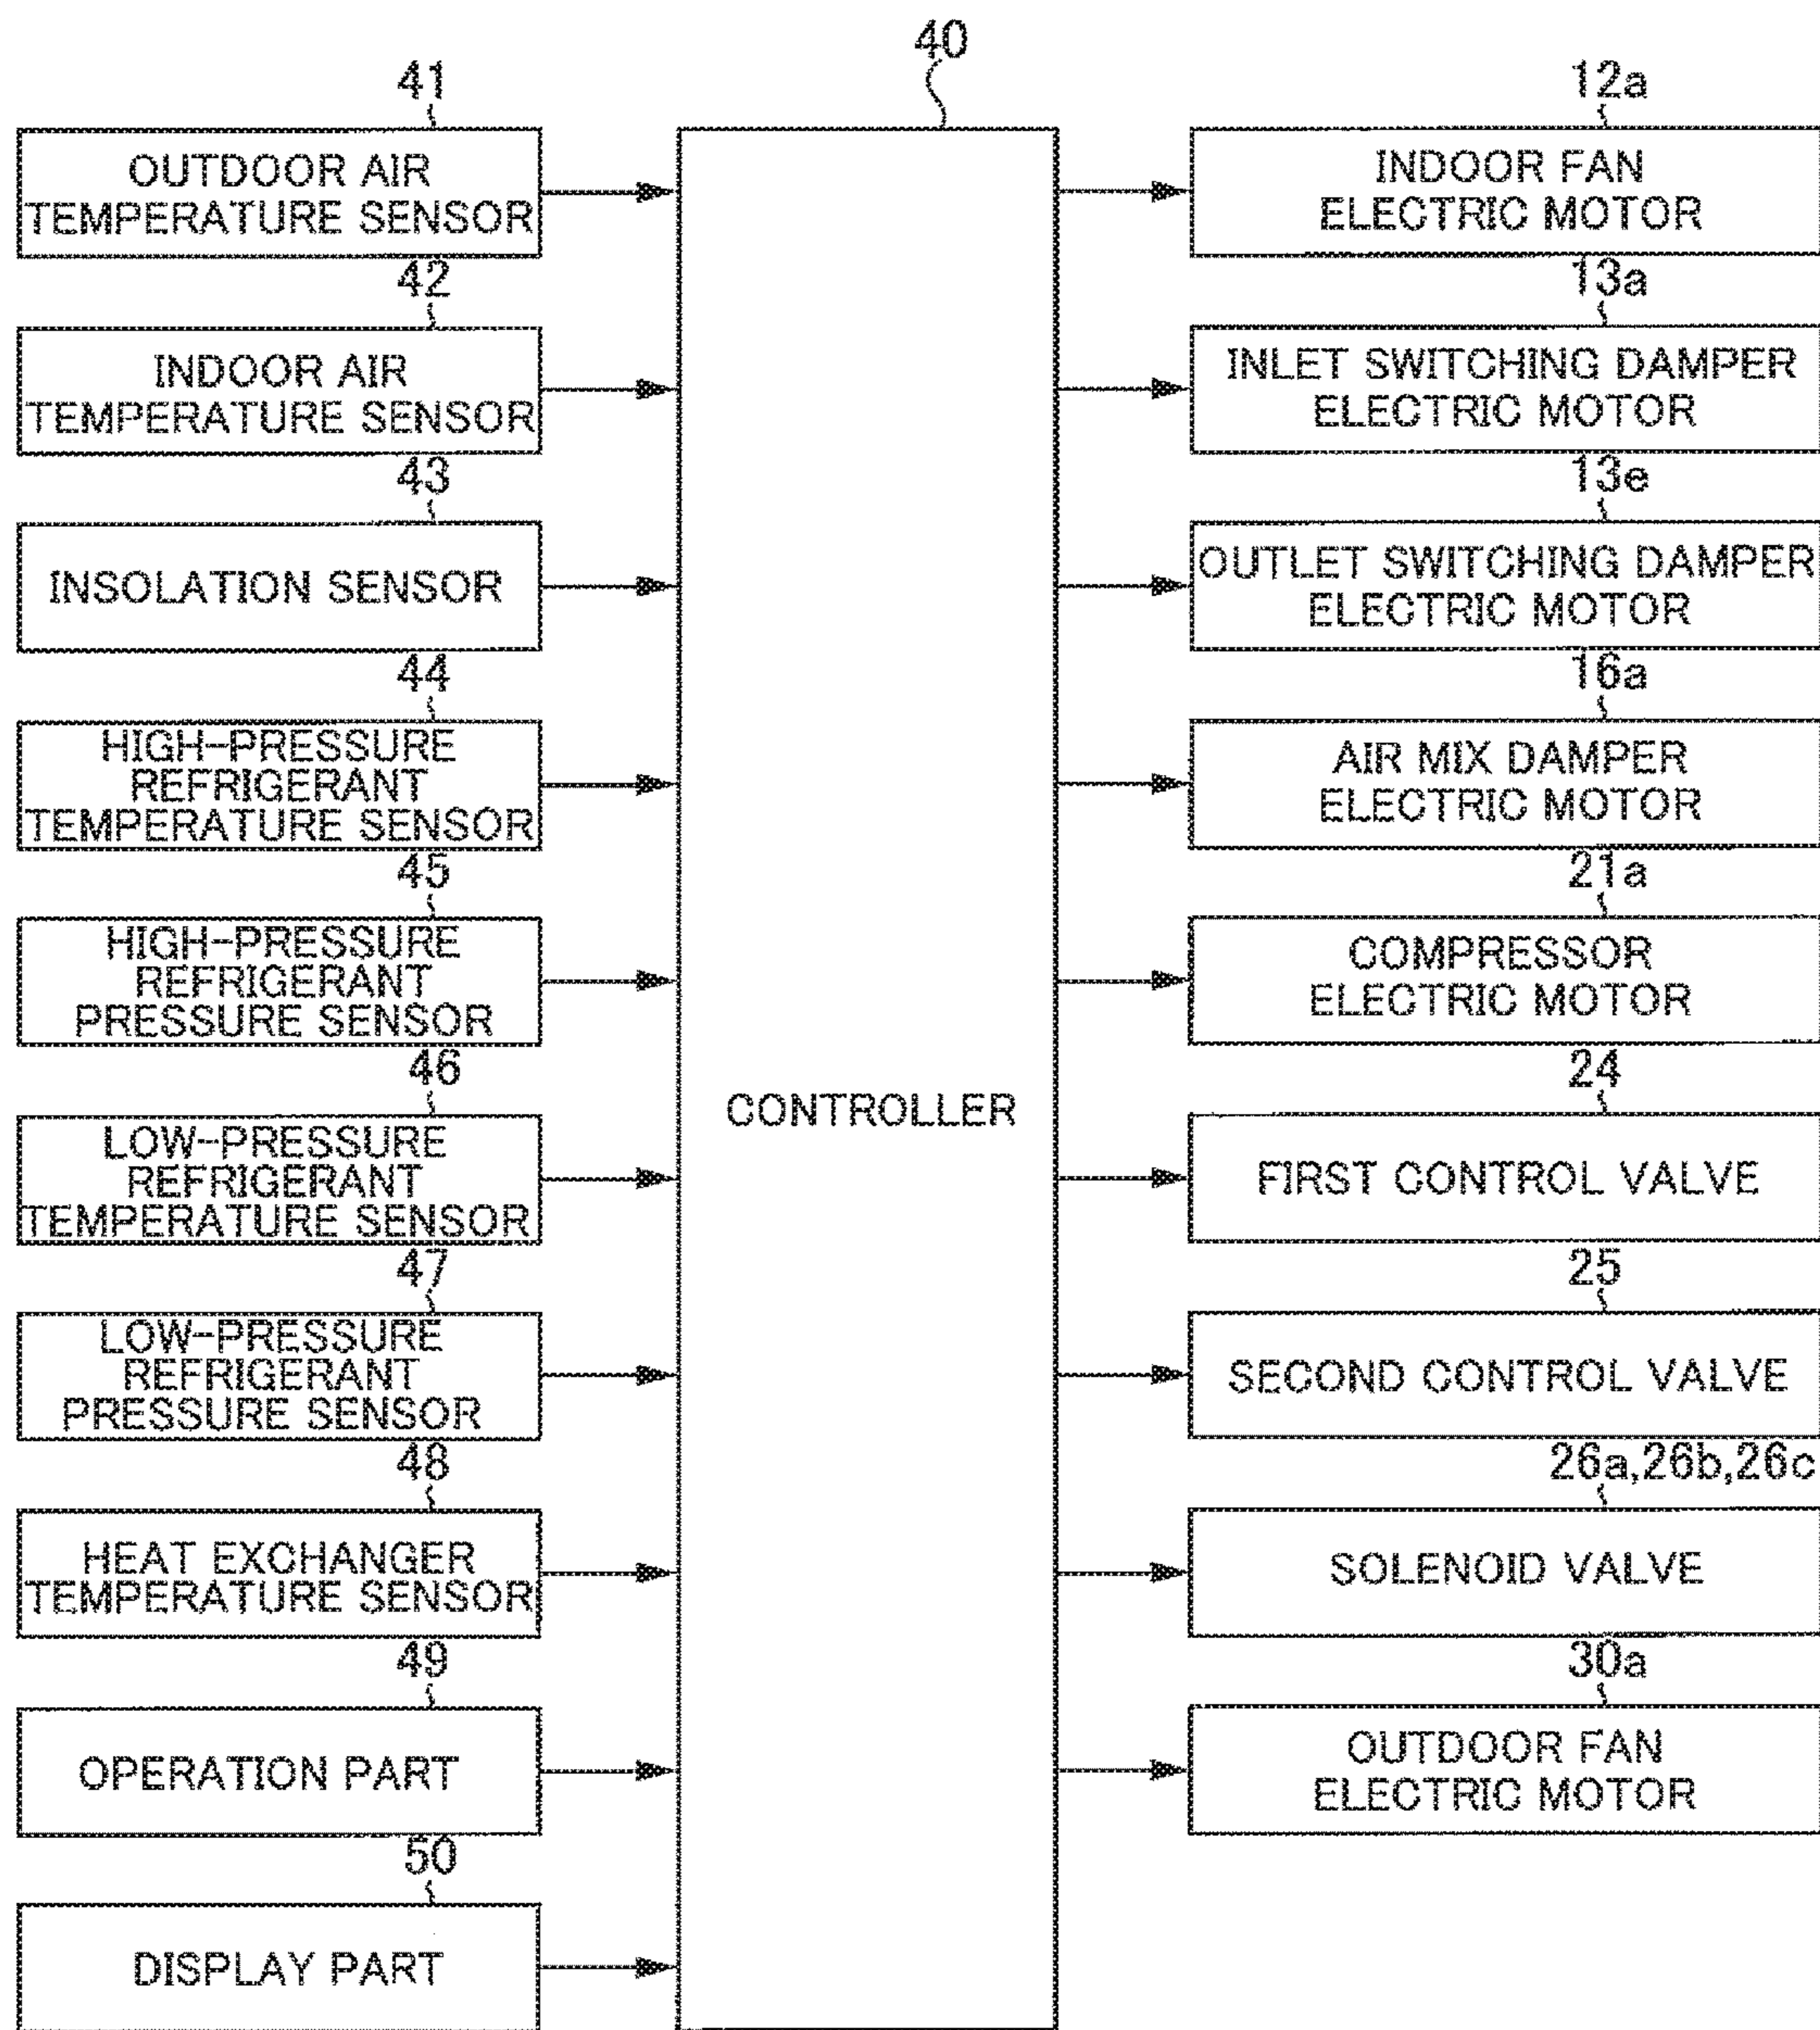 40
41
OUTDOOR AIR
TEMPERATURE SENSOR
42
INDOOR AIR
TEMPERATURE SENSOR
43
INSOLATION SENSOR
44
HIGH-PRESSURE
REFRIGERANT
TEMPERATURE SENSOR
45
HIGH-PRESSURE
REFRIGERANT
PRESSURE SENSOR
46
LOW-PRESSURE
REFRIGERANT
TEMPERATURE SENSOR
47
LOW-PRESSURE
REFRIGERANT
PRESSURE SENSOR
48
HEAT EXCHANGER
TEMPERATURE SENSOR
49
OPERATION PART
50
DISPLAY PART
CONTROLLER
12a
INDOOR FAN
ELECTRIC MOTOR
13a
INLET SWITCHING DAMPER
ELECTRIC MOTOR
13e
OUTLET SWITCHING DAMPER
ELECTRIC MOTOR
16a
AIR MIX DAMPER
ELECTRIC MOTOR
21a
COMPRESSOR
ELECTRIC MOTOR
24
FIRST CONTROL VALVE
25
SECOND CONTROL VALVE
26a,26b,26c
SOLENOID VALVE
30a
OUTDOOR FAN
ELECTRIC MOTOR